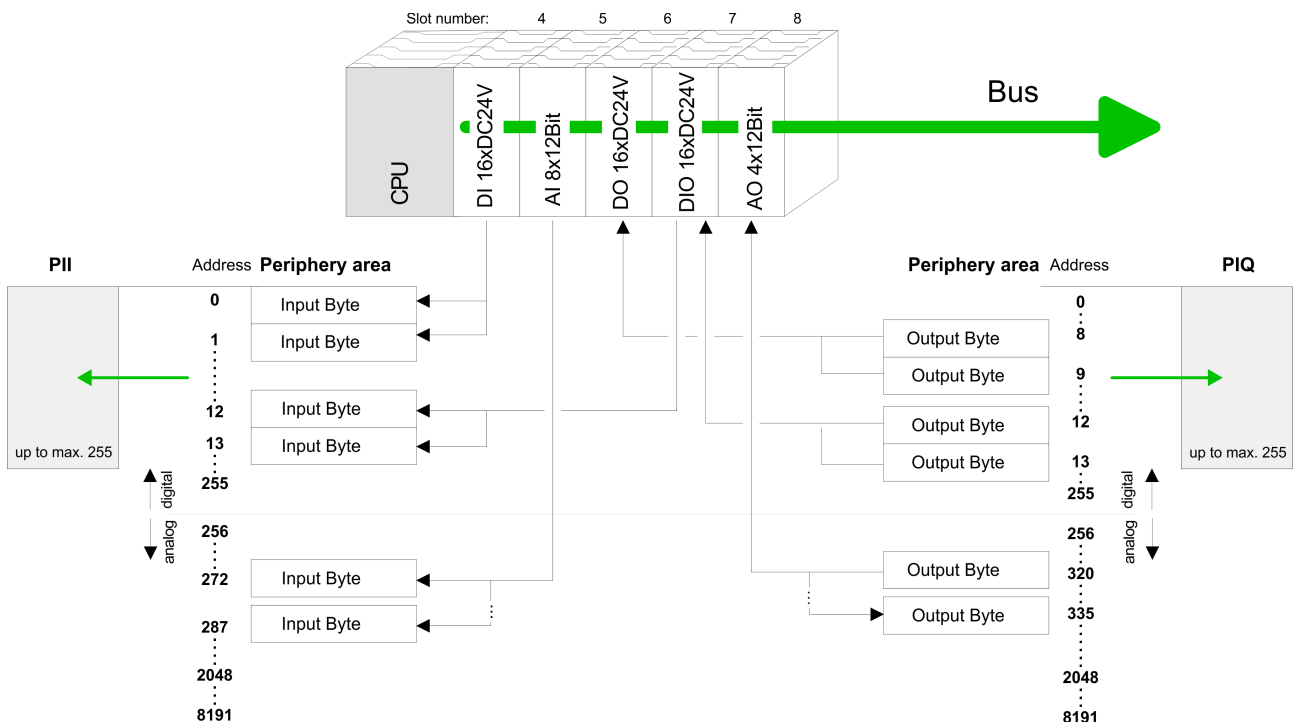 Slot number: 4 5 6 7 8
Bus
CPU
DI 16xDC24V
AI 8x12Bit
DO 16xDC24V
DIO 16xDC24V
AO 4x12Bit
PII
Address Periphery area
0 Input Byte
1 Input Byte
12 Input Byte
13 Input Byte
up to max. 255
255
digital
analog
256
272 Input Byte
287 Input Byte
2048
8191
Periphery area Address
PIQ
0
Output Byte 8
Output Byte 9
Output Byte 12
Output Byte 13
up to max. 255
255
digital
analog
256
Output Byte 320
Output Byte 335
2048
8191